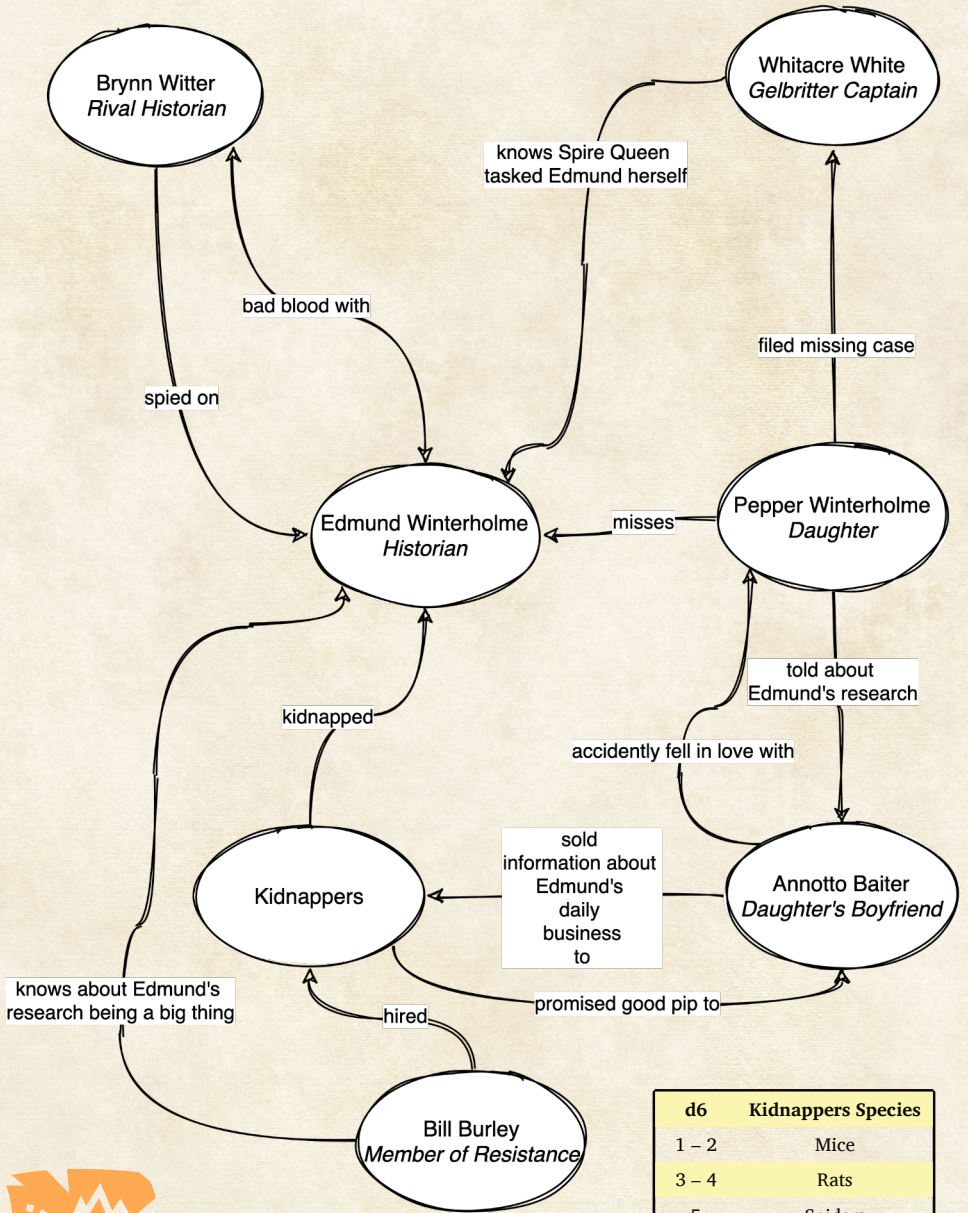 Brynn Witter
Rival Historian
Whitacre White
Gelbritter Captain
knows Spire Queen
tasked Edmund herself
bad blood with
filed missing case
spied on
Edmund Winterholme
Historian
misses
Pepper Winterholme
Daughter
told about
Edmund's research
kidnapped
accidently fell in love with
sold
information about
Edmund's
daily
business
to
Kidnappers
Annotto Baiter
Daughter's Boyfriend
knows about Edmund's
research being a big thing
promised good pip to
hired
Bill Burley
Member of Resistance
d6 Kidnappers Species
1 – 2 Mice
3 – 4 Rats